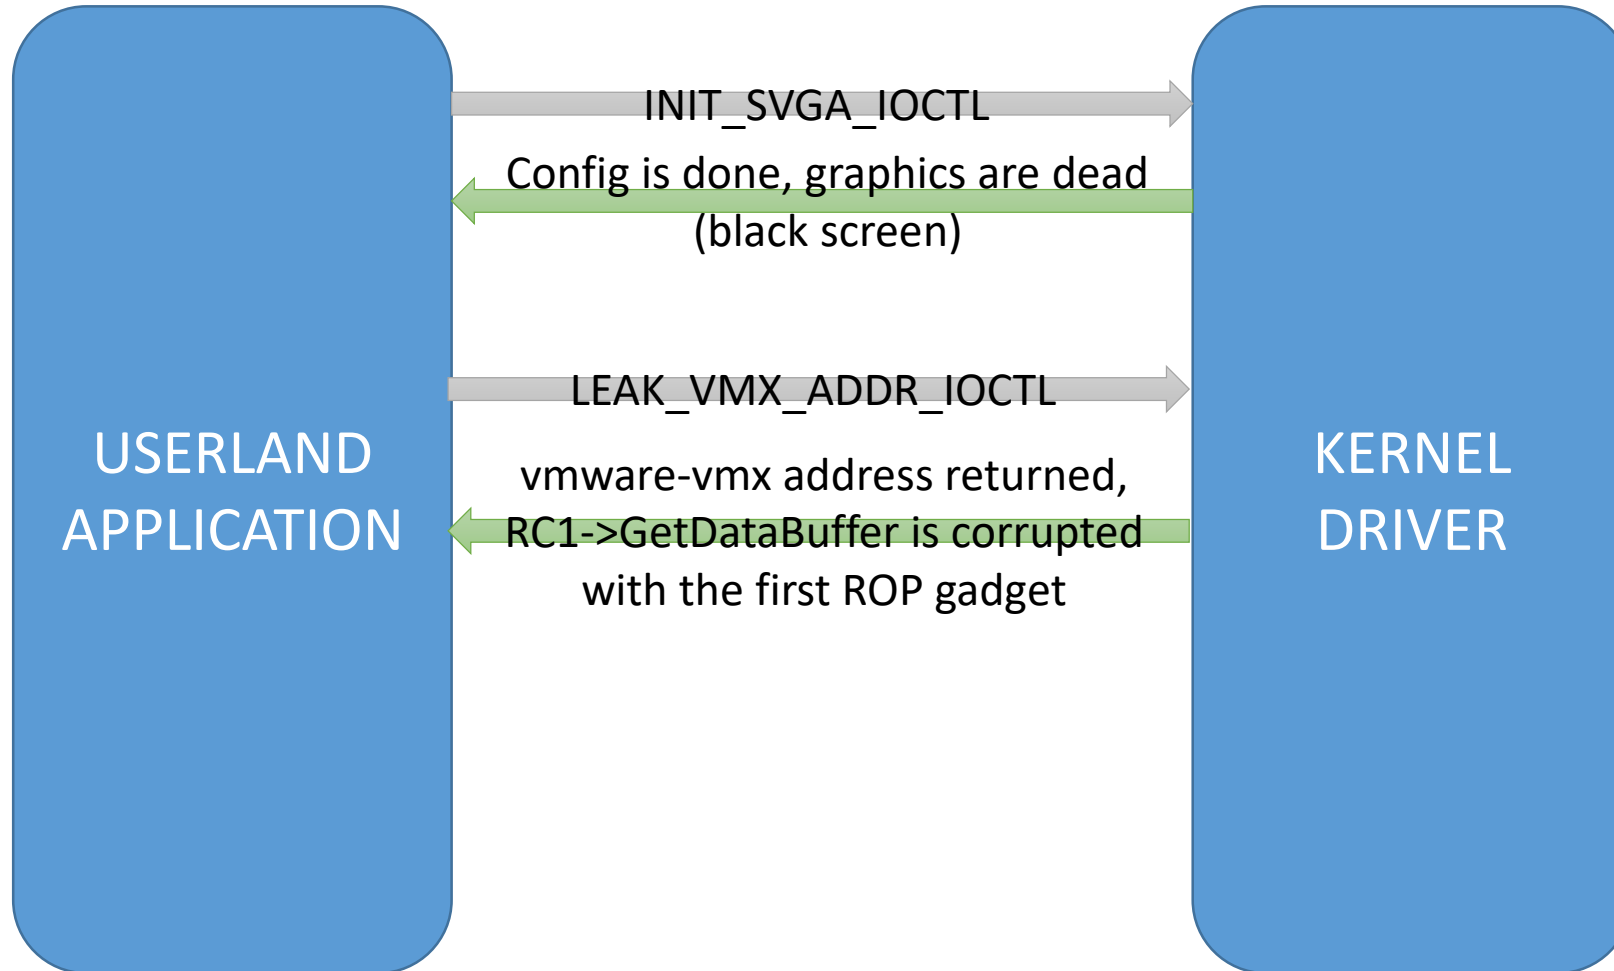 INIT_SVGA_IOCTL
Config is done, graphics are dead
(black screen)
LEAK_VMX_ADDR_IOCTL
USERLAND
APPLICATION
vmware-vmx address returned,
RC1->GetDataBuffer is corrupted
with the first ROP gadget
KERNEL
DRIVER